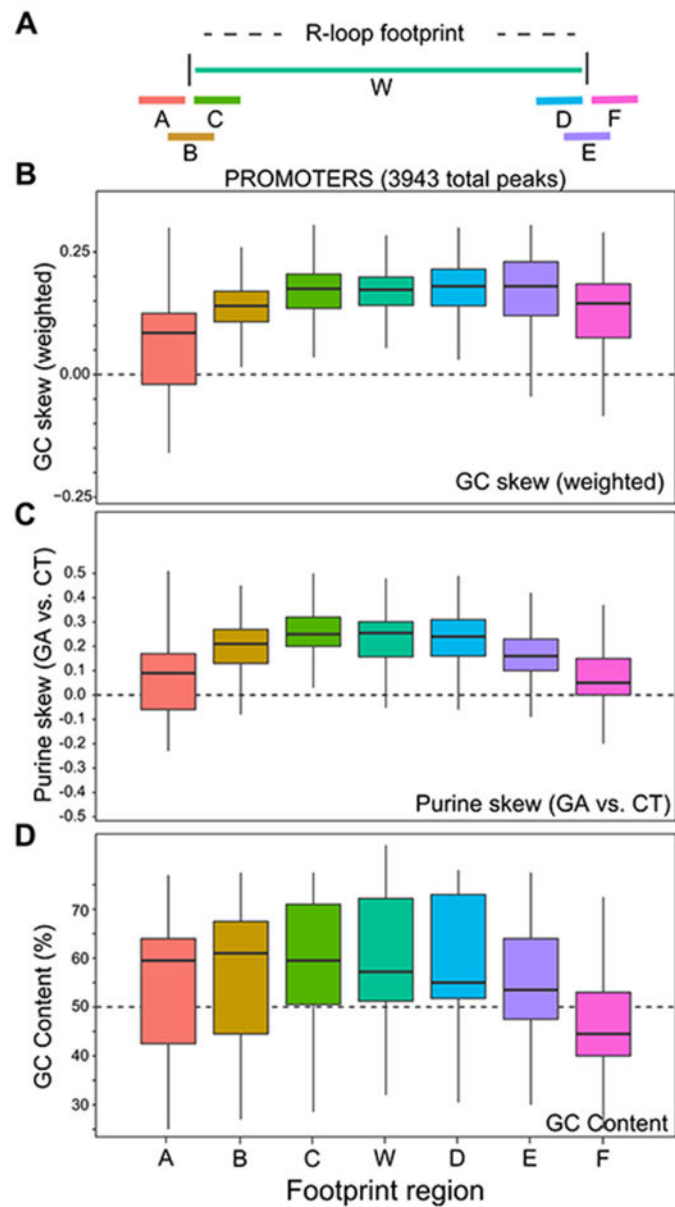 A
R-loop footprint
W
A C D F
B E
B
PROMOTERS (3943 total peaks)
GC skew (weighted)
0.25
0.00
−0.25
GC skew (weighted)
C
Purine skew (GA vs. CT)
0.5
0.4
0.3
0.2
0.1
0.0
-0.1
-0.2
-0.3
-0.4
-0.5
Purine skew (GA vs. CT)
D
GC Content (%)
70
60
50
40
30
GC Content
A B C W D E F
Footprint region